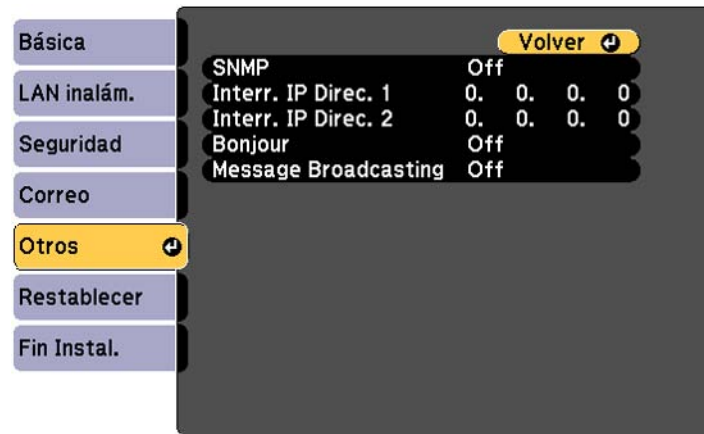 Básica
LAN inalám.
Seguridad
Correo
Otros
Restablecer
Fin Instal.
Volver
SNMP Off
Interr. IP Direc. 1 0. 0. 0. 0
Interr. IP Direc. 2 0. 0. 0. 0
Bonjour Off
Message Broadcasting Off